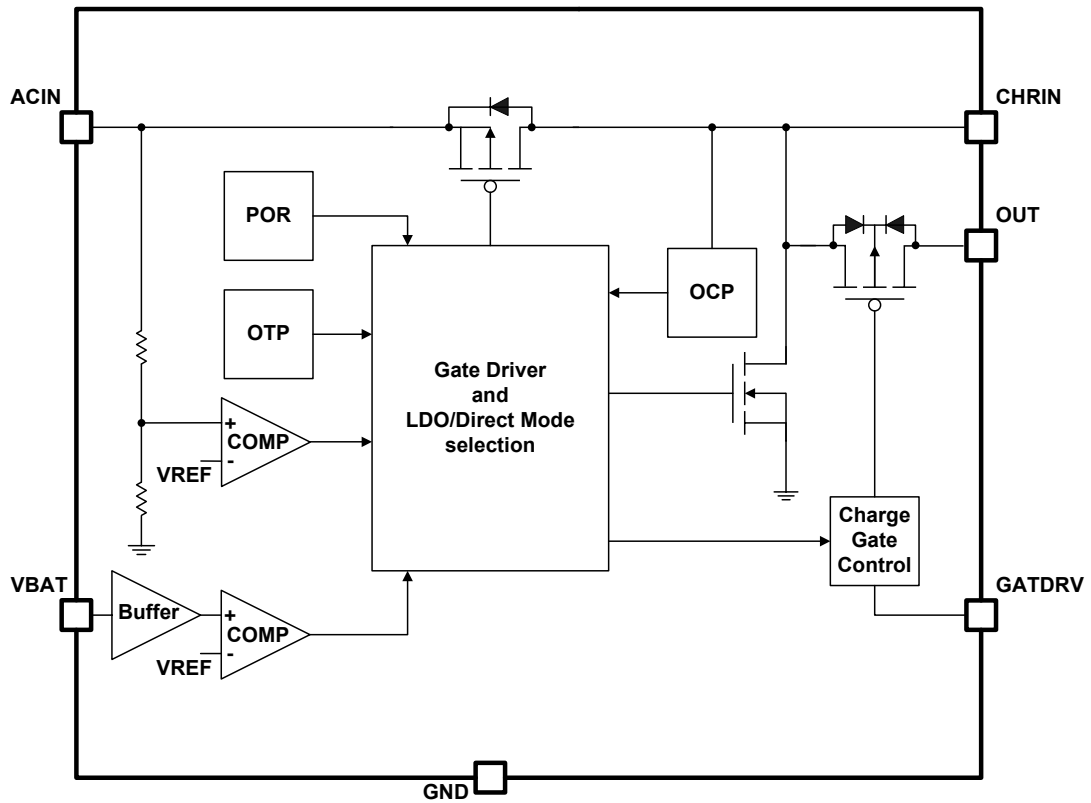 ACIN
CHRIN
POR
OUT
OTP
OCP
Gate Driver
and
LDO/Direct Mode
selection
+
COMP
-
VREF
Charge
Gate
Control
VBAT
Buffer
+
COMP
-
VREF
GATDRV
GND